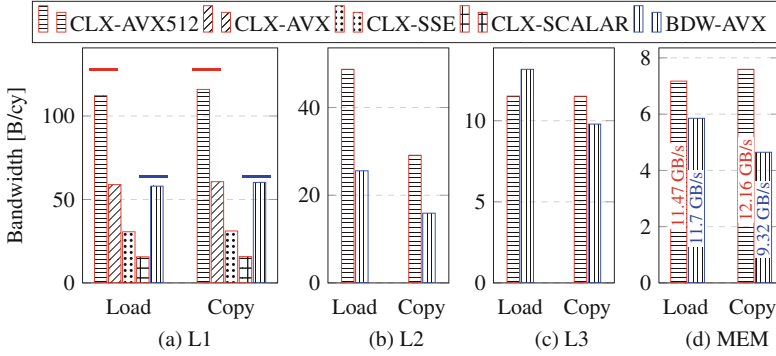 CLX-AVX512 CLX-AVX CLX-SSE CLX-SCALAR BDW-AVX
Bandwidth [B/cy]
100
50
0
Load Copy
(a) L1
40
20
0
Load Copy
(b) L2
10
5
0
Load Copy
(c) L3
8
6
4
2
0
11.47 GB/s
11.7 GB/s
12.16 GB/s
9.32 GB/s
Load Copy
(d) MEM